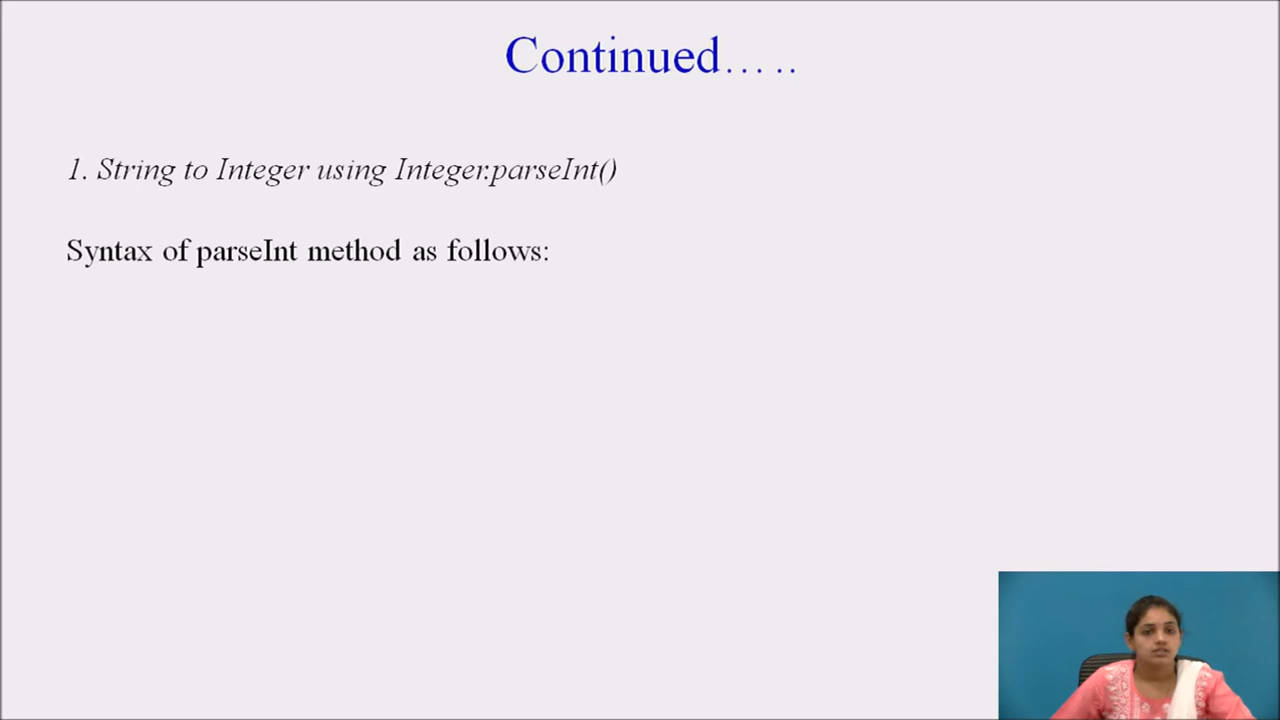 Continued…..
1. String to Integer using Integer.parseInt()
Syntax of parseInt method as follows: